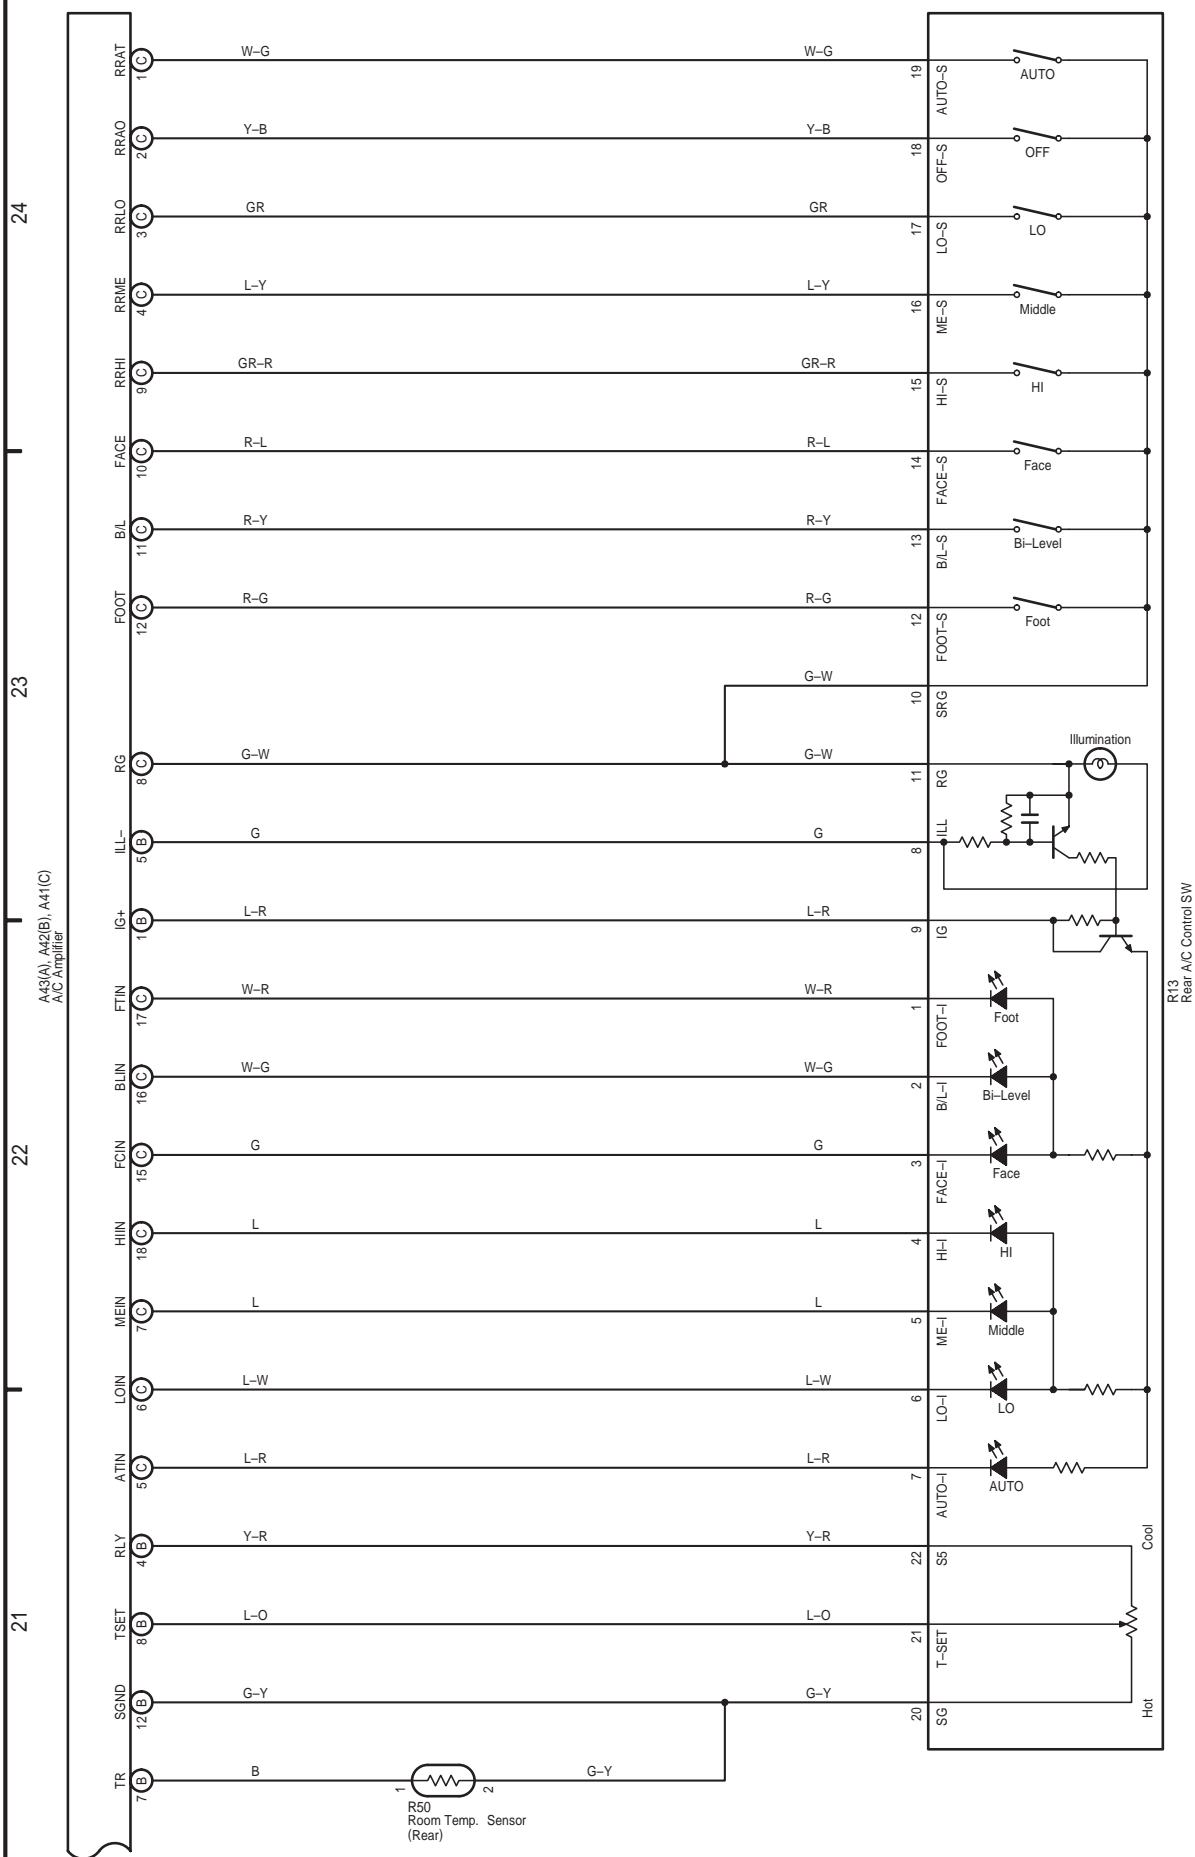 24
23
22
21
A43(A), A42(B), A41(C)
A/C Amplifier
RRAT 1 C W–G W–G 19 AUTO–S AUTO
RRAO 2 C Y–B Y–B 18 OFF–S OFF
RRLO 3 C GR GR 17 LO–S LO
RRME 4 C L–Y L–Y 16 ME–S Middle
RRHI 9 C GR–R GR–R 15 HI–S HI
FACE 10 C R–L R–L 14 FACE–S Face
B/L 11 C R–Y R–Y 13 B/L–S Bi–Level
FOOT 12 C R–G R–G 12 FOOT–S Foot
G–W 10 SRG
RG 8 C G–W G–W 11 RG Illumination
ILL– 5 B G G 8 ILL
IG+ 1 B L–R L–R 9 IG
FTIN 17 C W–R W–R 1 FOOT–I Foot
BLIN 16 C W–G W–G 2 B/L–I Bi–Level
FCIN 15 C G G 3 FACE–I Face
HIIN 18 C L L 4 HI–I HI
MEIN 7 C L L 5 ME–I Middle
LOIN 6 C L–W L–W 6 LO–I LO
ATIN 5 C L–R L–R 7 AUTO–I AUTO
RLY 4 B Y–R Y–R 22 S5 Cool
TSET 8 B L–O L–O 21 T–SET
SGND 12 B G–Y G–Y 20 SG Hot
TR 7 B B 1 2 G–Y
R50
Room Temp. Sensor
(Rear)
R13
Rear A/C Control SW